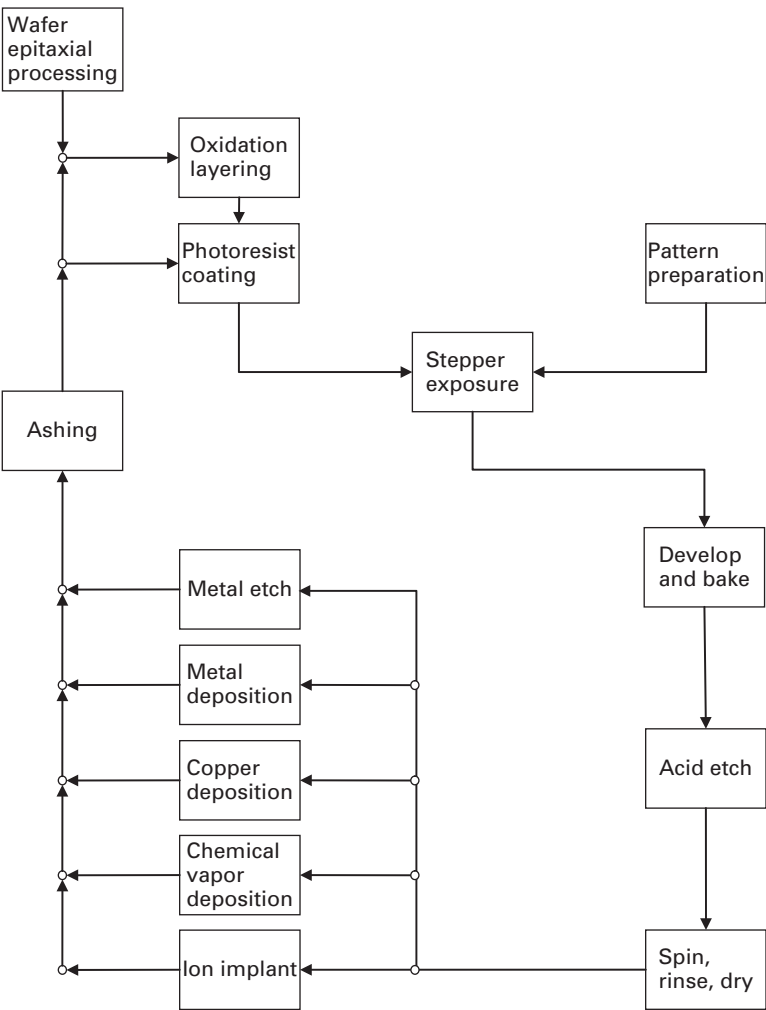 Wafer
epitaxial
processing
Oxidation
layering
Photoresist
coating
Pattern
preparation
Stepper
exposure
Ashing
Develop
and bake
Metal etch
Metal
deposition
Acid etch
Copper
deposition
Chemical
vapor
deposition
Ion implant
Spin,
rinse, dry